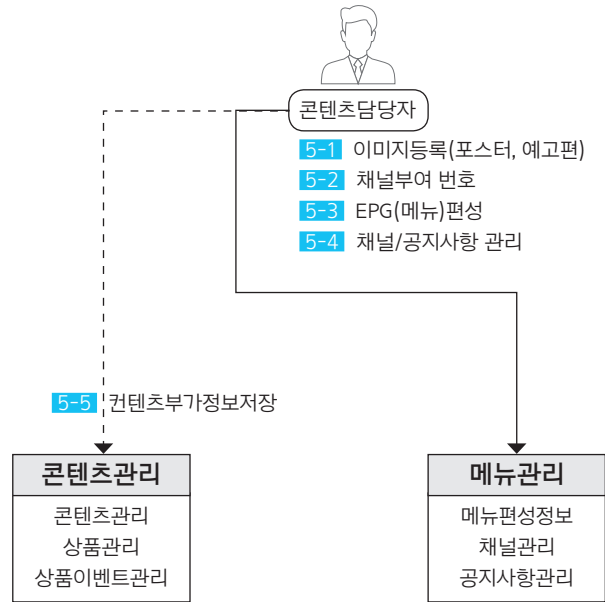 콘텐츠담당자
5-1 이미지등록(포스터, 예고편)
5-2 채널부여 번호
5-3 EPG(메뉴)편성
5-4 채널/공지사항 관리
5-5 컨텐츠부가정보저장
콘텐츠관리
콘텐츠관리
상품관리
상품이벤트관리
메뉴관리
메뉴편성정보
채널관리
공지사항관리